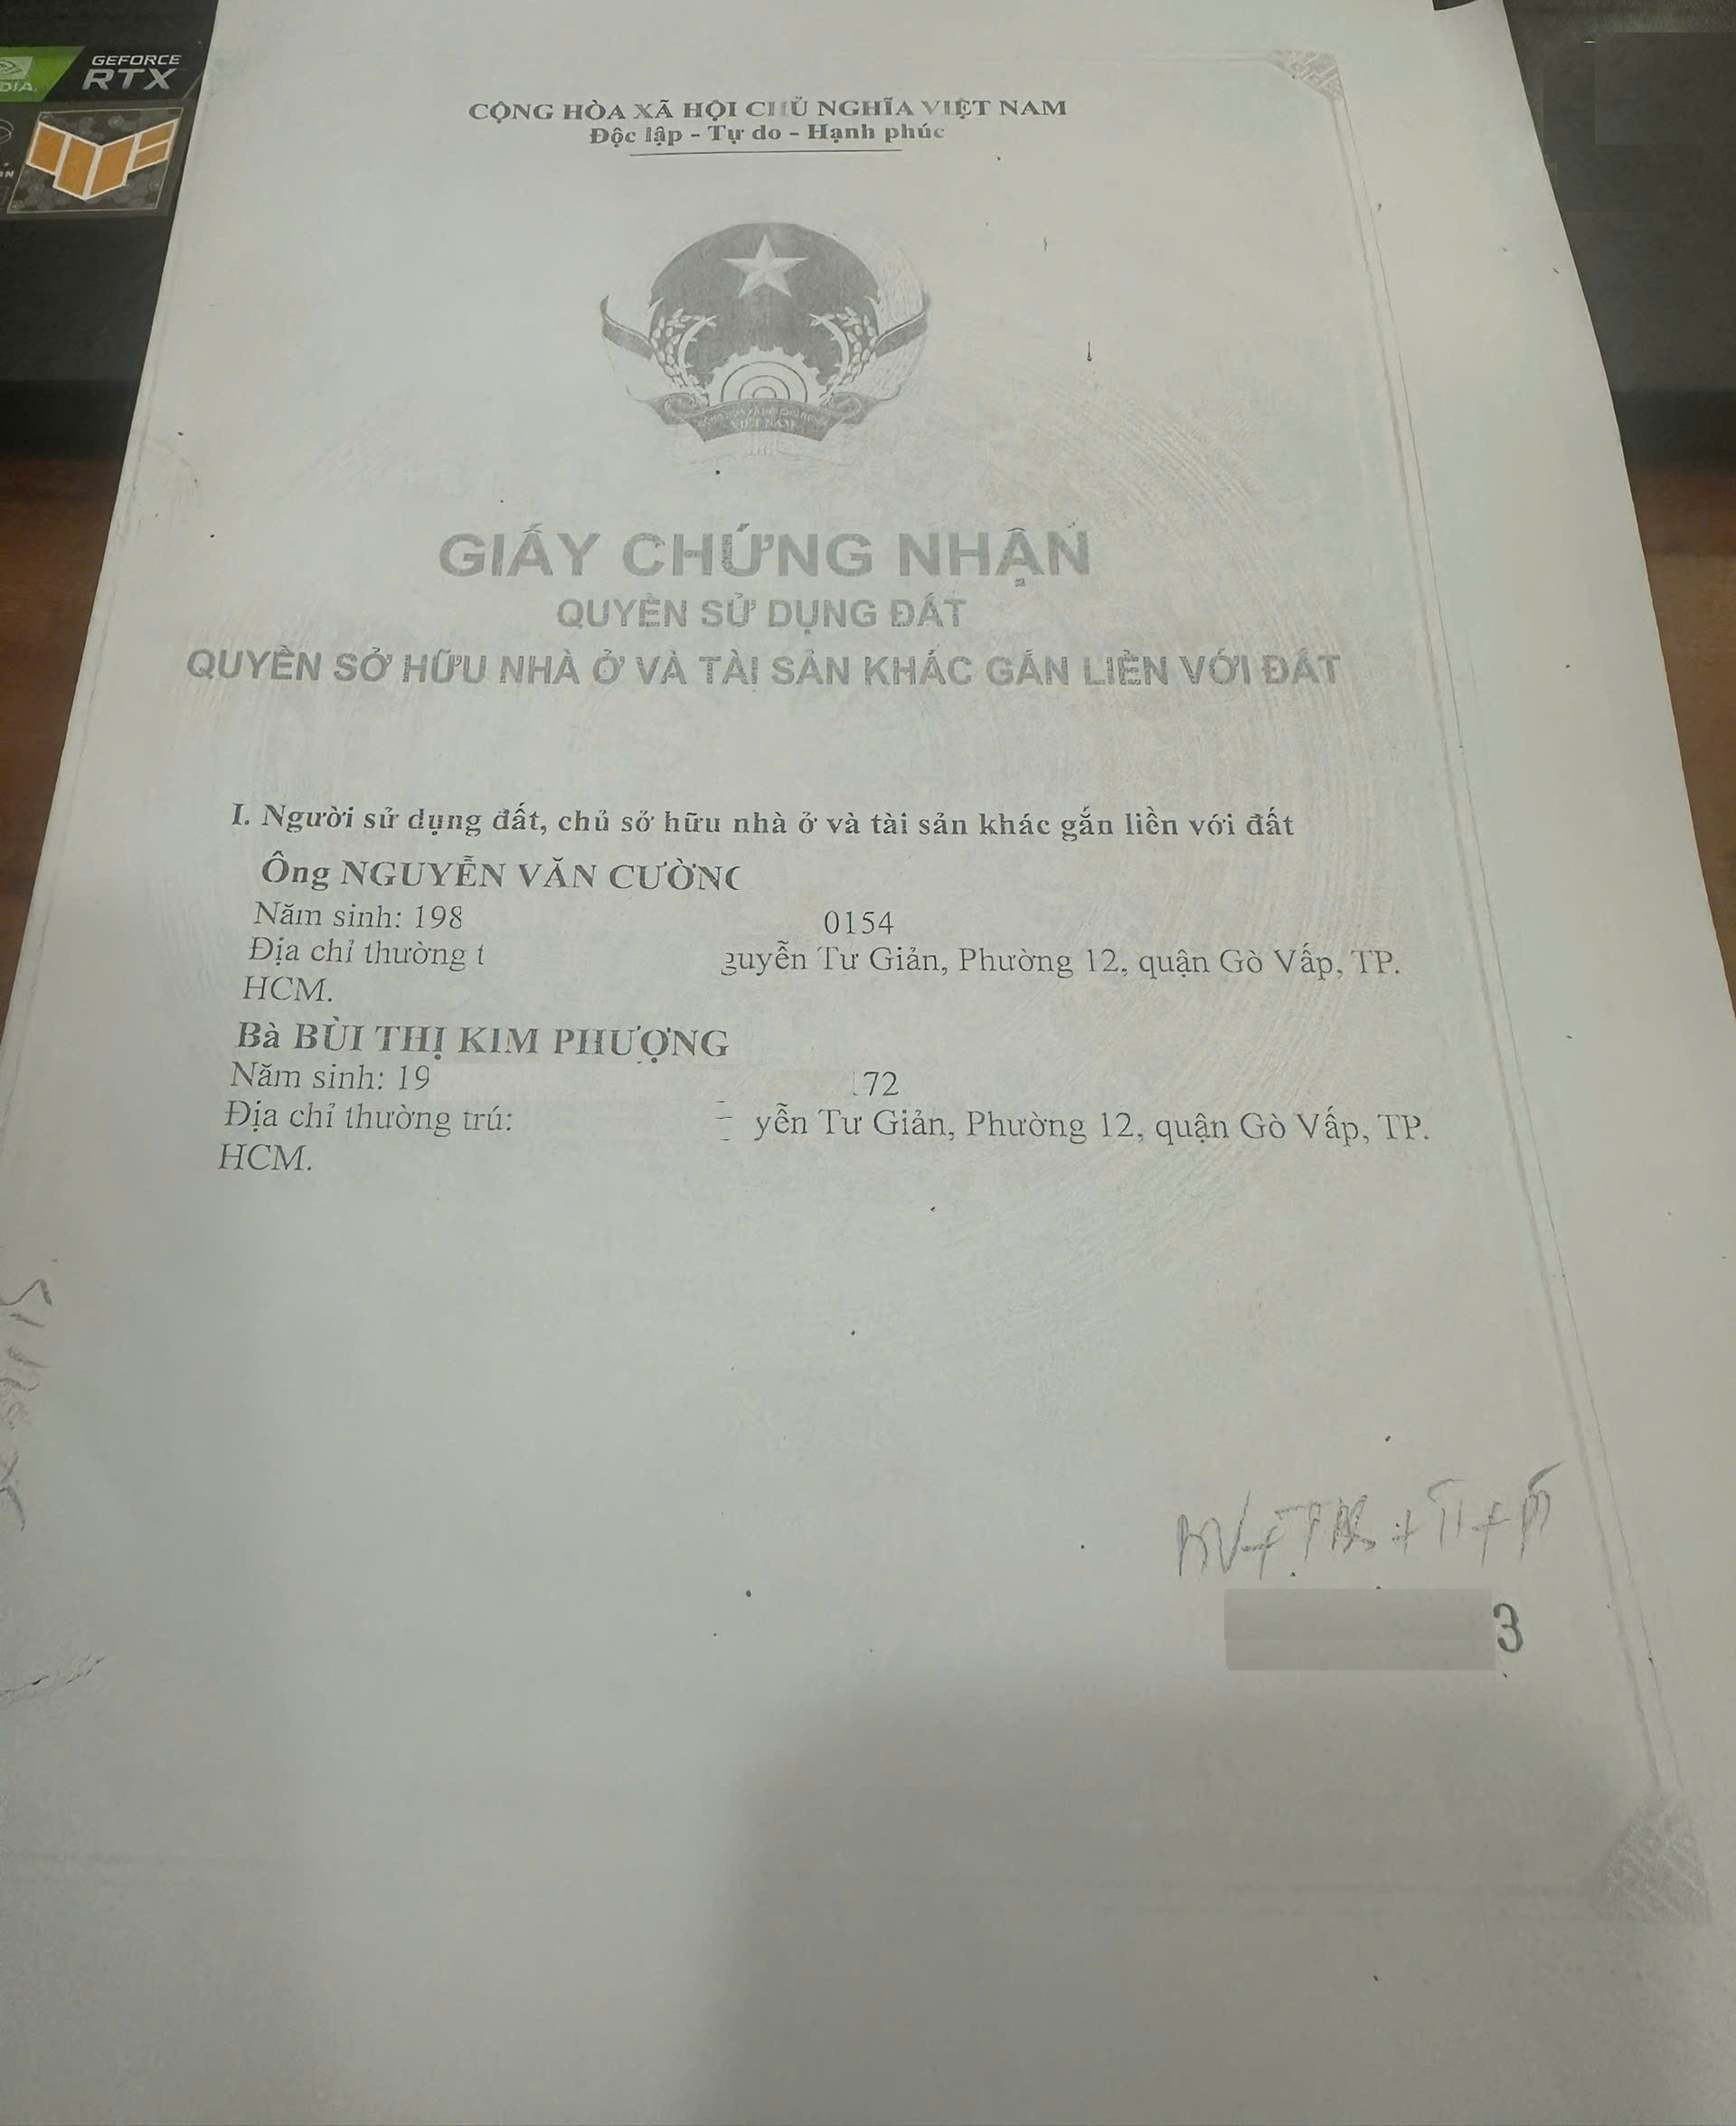 GEFORCE
RTX
CỘNG HÒA XÃ HỘI CHỦ NGHĨA VIỆT NAM
Độc lập - Tự do - Hạnh phúc
VIỆT NAM
GIẤY CHỨNG NHẬN
QUYỀN SỬ DỤNG ĐẤT
QUYỀN SỞ HỮU NHÀ Ở VÀ TÀI SẢN KHÁC GẮN LIỀN VỚI ĐẤT
I. Người sử dụng đất, chủ sở hữu nhà ở và tài sản khác gắn liền với đất
Ông NGUYỄN VĂN CƯỜNG
Năm sinh: 198 0154
Địa chỉ thường t guyễn Tư Giản, Phường 12, quận Gò Vấp, TP.
HCM.
Bà BÙI THỊ KIM PHƯỢNG
Năm sinh: 19 172
Địa chỉ thường trú: yễn Tư Giản, Phường 12, quận Gò Vấp, TP.
HCM.
3